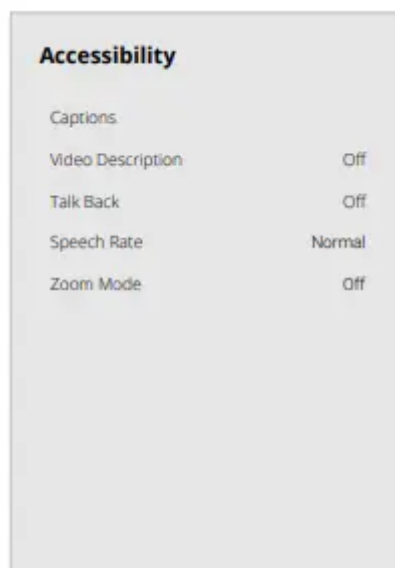 Accessibility
Captions
Video Description Off
Talk Back Off
Speech Rate Normal
Zoom Mode Off